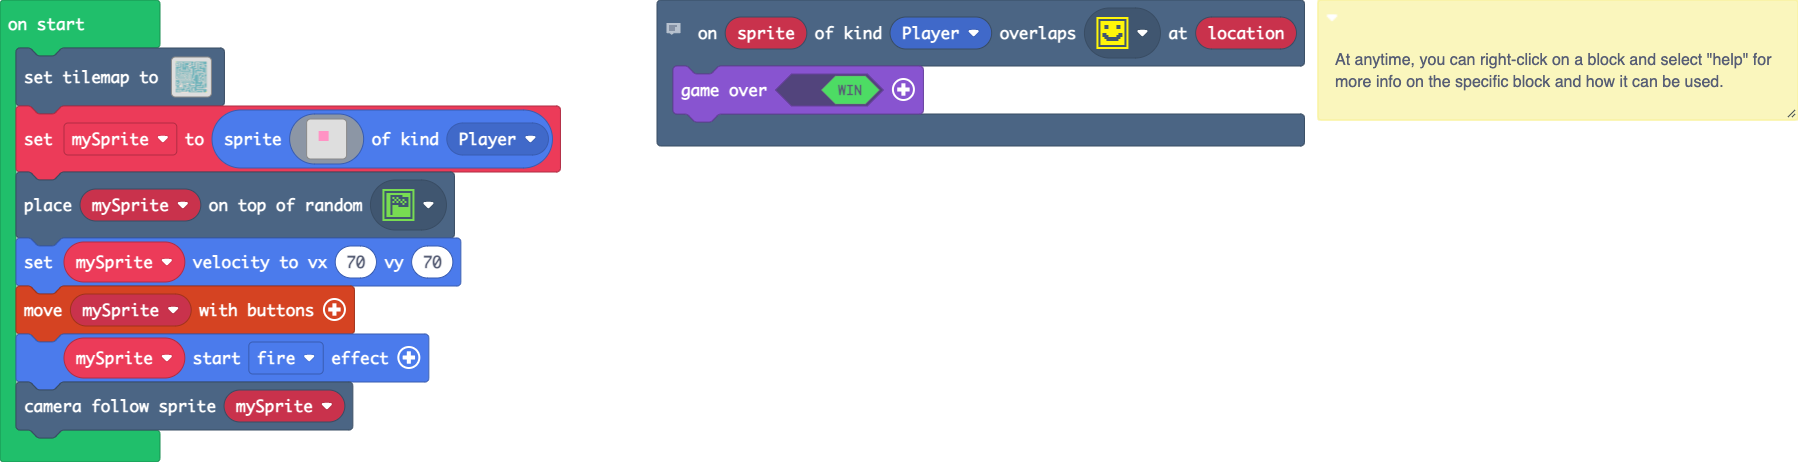 on start
set tilemap to
set mySprite to sprite of kind Player
place mySprite on top of random
set mySprite velocity to vx 70 vy 70
move mySprite with buttons
mySprite start fire effect
camera follow sprite mySprite
on sprite of kind Player overlaps at location
game over WIN
At anytime, you can right-click on a block and select "help" for
more info on the specific block and how it can be used.